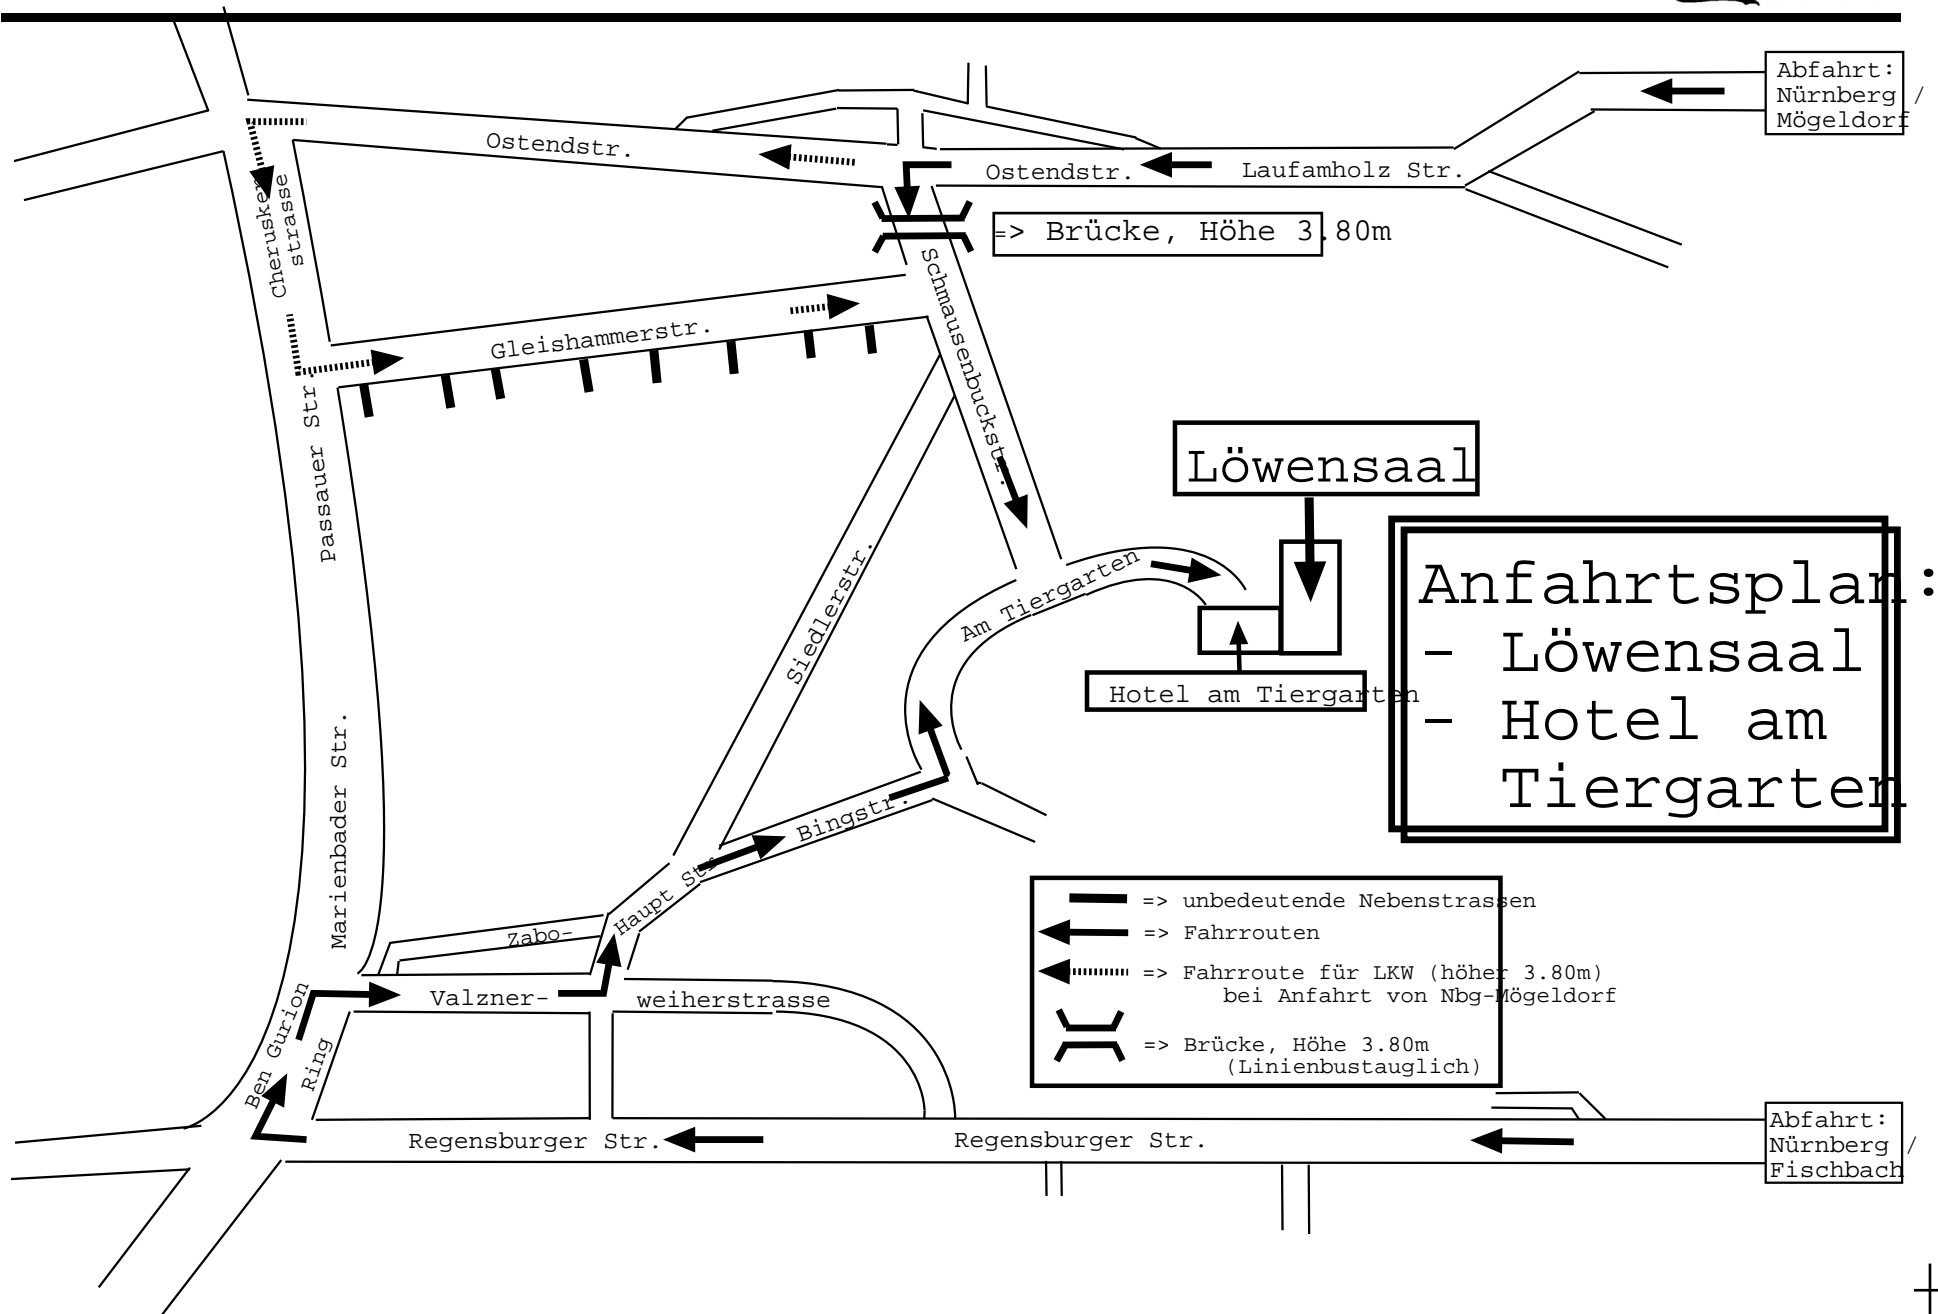 Abfahrt:
Nürnberg /
Mögeldorf
Ostendstr.
Ostendstr.
Laufamholz Str.
=> Brücke, Höhe 3.80m
Cherusker
strasse
Schmausenbuckstr.
Gleishammerstr.
Passauer Str.
Löwensaal
Anfahrtsplan:
- Löwensaal
- Hotel am
Tiergarten
Am Tiergarten
Siedlerstr.
Hotel am Tiergarten
Marienbader Str.
Bingstr.
Haupt Str
Zabo-
=> unbedeutende Nebenstrassen
=> Fahrrouten
=> Fahrroute für LKW (höher 3.80m)
bei Anfahrt von Nbg-Mögeldorf
=> Brücke, Höhe 3.80m
(Linienbustauglich)
Valzner-
weiherstrasse
Ben Gurion
Ring
Regensburger Str.
Regensburger Str.
Abfahrt:
Nürnberg /
Fischbach